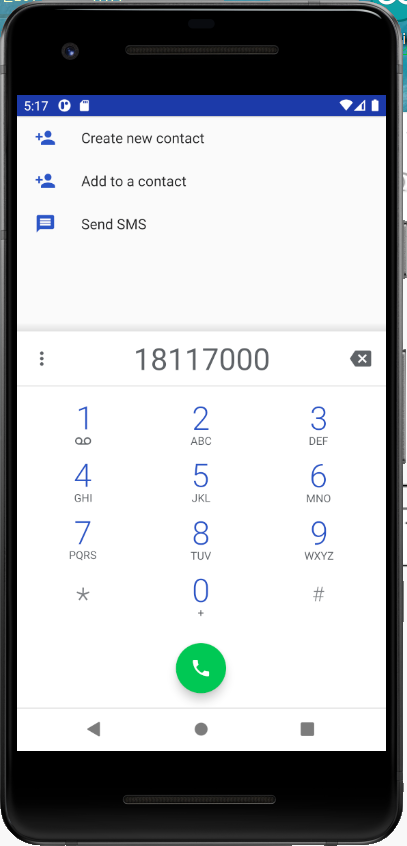 5:17
Create new contact
Add to a contact
Send SMS
18117000
1 2 3
ABC DEF
4 5 6
GHI JKL MNO
7 8 9
PQRS TUV WXYZ
* 0 #
+